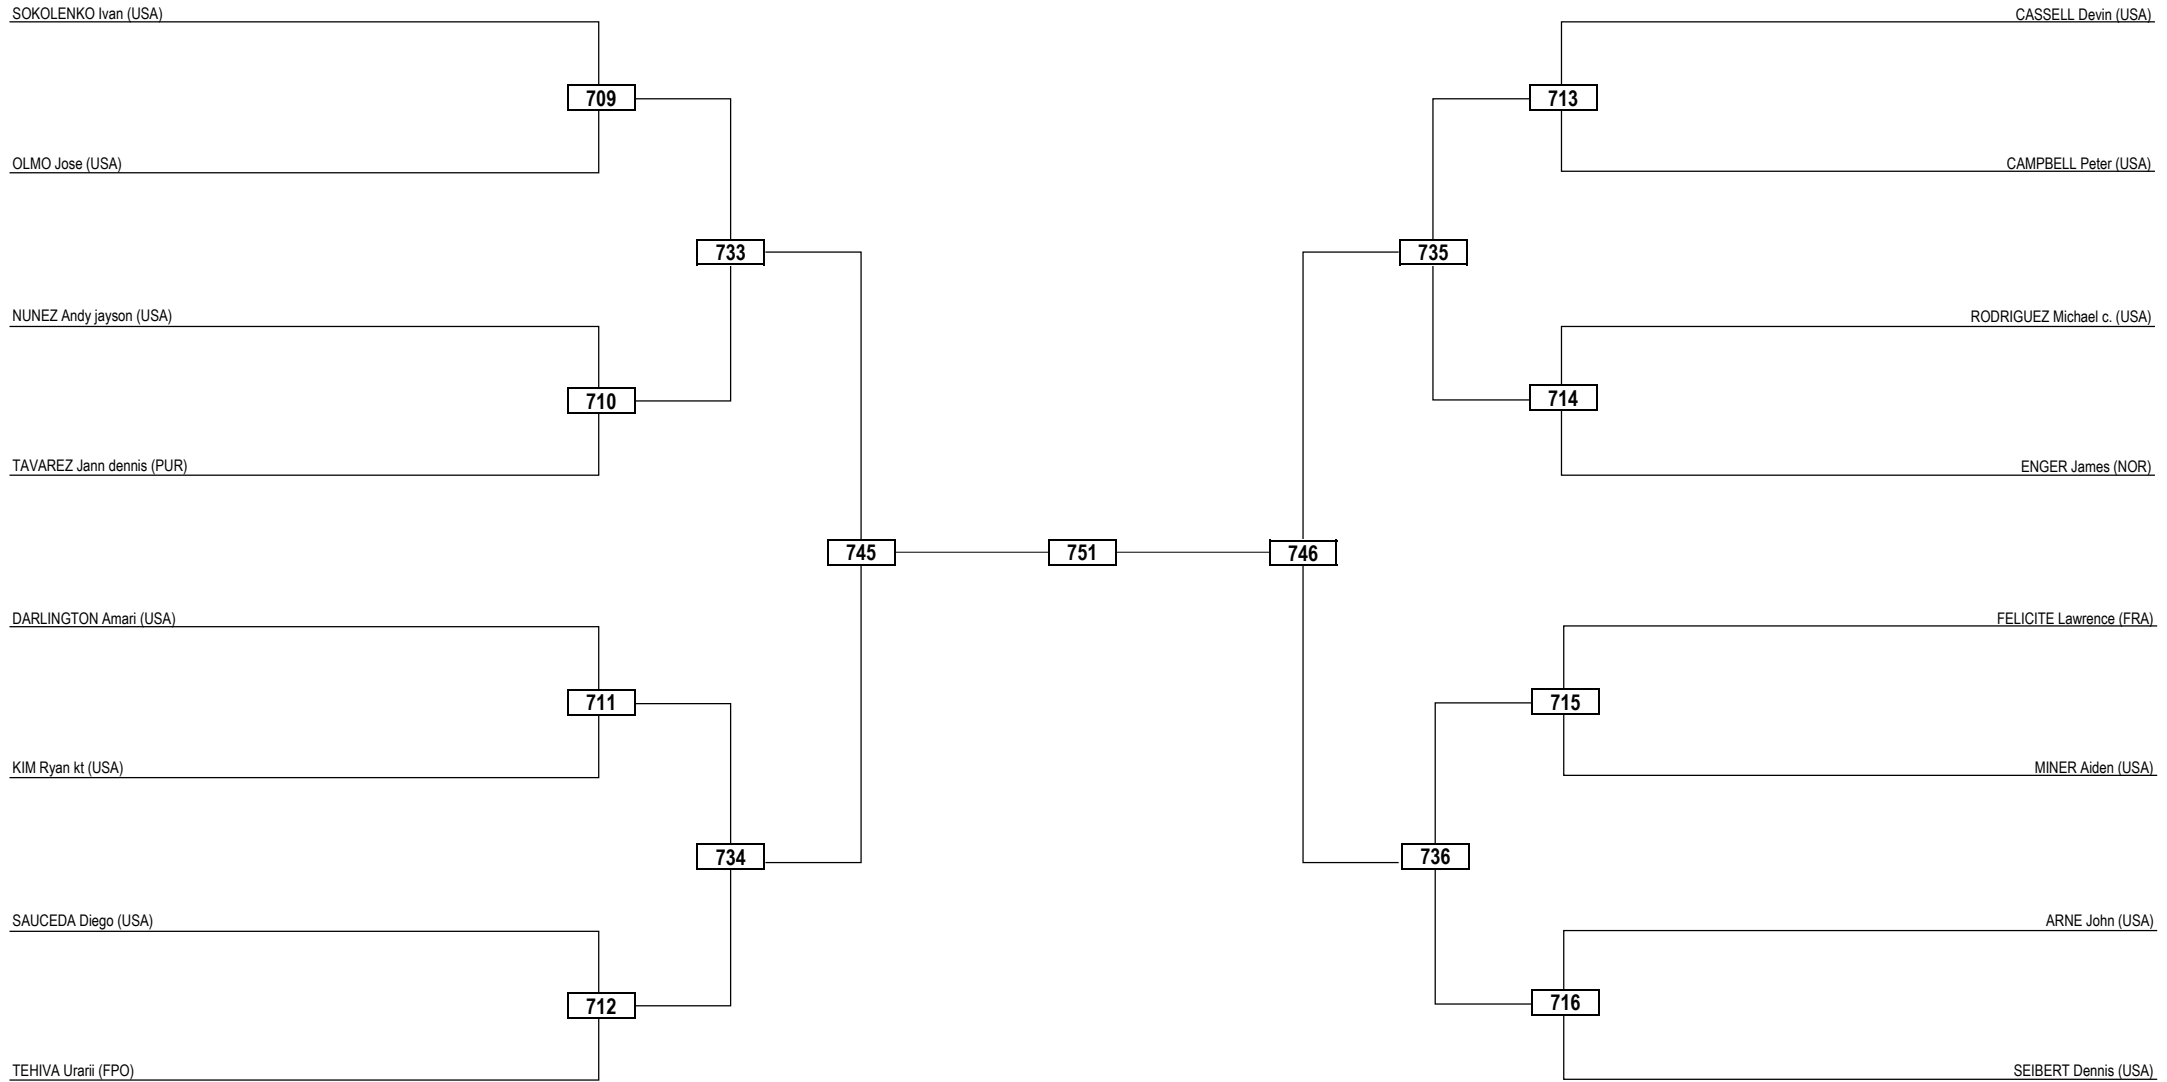 SOKOLENKO Ivan (USA)
CASSELL Devin (USA)
709
713
OLMO Jose (USA)
CAMPBELL Peter (USA)
733
735
NUNEZ Andy jayson (USA)
RODRIGUEZ Michael c. (USA)
710
714
TAVAREZ Jann dennis (PUR)
ENGER James (NOR)
745
751
746
DARLINGTON Amari (USA)
FELICITE Lawrence (FRA)
711
715
KIM Ryan kt (USA)
MINER Aiden (USA)
734
736
SAUCEDA Diego (USA)
ARNE John (USA)
712
716
TEHIVA Urarii (FPO)
SEIBERT Dennis (USA)